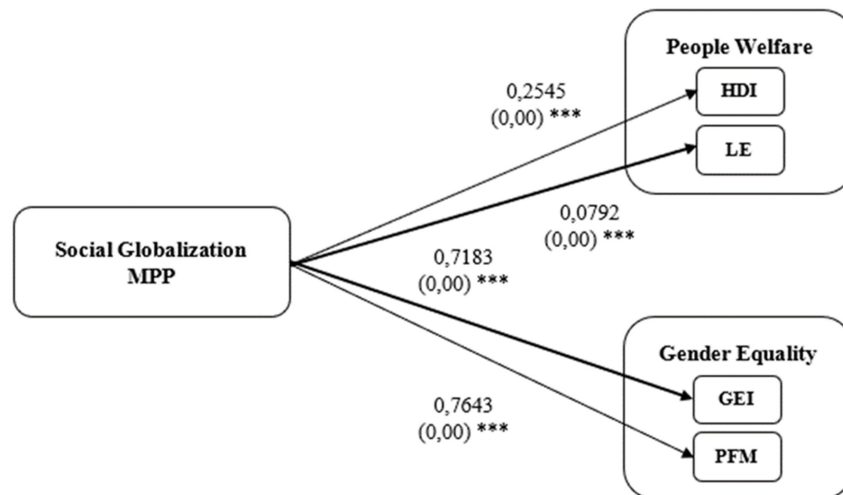 People Welfare
HDI
0,2545
(0,00) ***
LE
0,0792
(0,00) ***
Social Globalization
MPP
0,7183
(0,00) ***
Gender Equality
GEI
0,7643
(0,00) ***
PFM